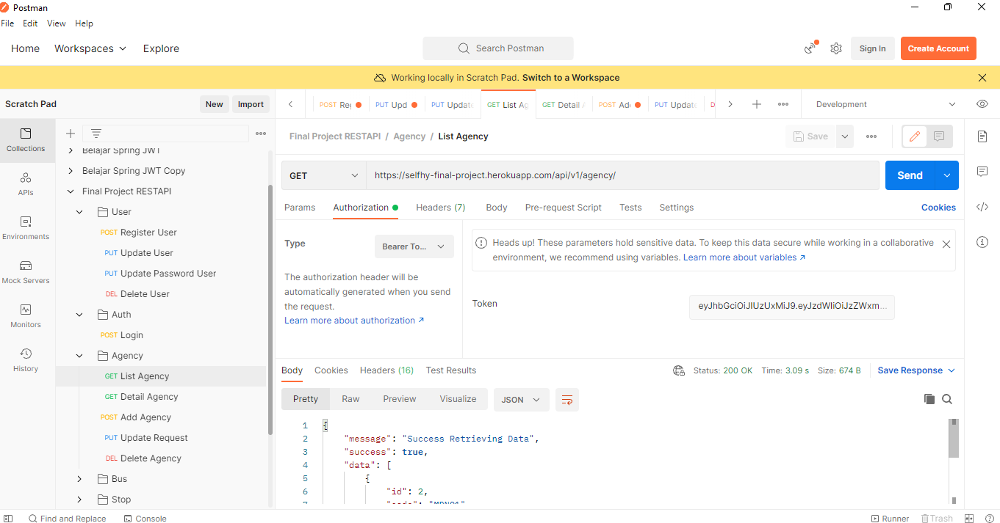 Postman
File Edit View Help
Home Workspaces Explore Search Postman Sign In Create Account
Working locally in Scratch Pad. Switch to a Workspace
Scratch Pad New Import
POST Reg PUT Upd PUT Update GET List Ag GET Detail A POST Add PUT Update D Development
Collections
APIs
Environments
Mock Servers
Monitors
History
Belajar Spring JWT
Belajar Spring JWT Copy
Final Project RESTAPI
User
POST Register User
PUT Update User
PUT Update Password User
DEL Delete User
Auth
POST Login
Agency
GET List Agency
GET Detail Agency
POST Add Agency
PUT Update Request
DEL Delete Agency
Bus
Stop
Final Project RESTAPI / Agency / List Agency Save
GET https://selfhy-final-project.herokuapp.com/api/v1/agency/ Send
Params Authorization Headers (7) Body Pre-request Script Tests Settings Cookies
Type Bearer To...
The authorization header will be
automatically generated when you send
the request.
Learn more about authorization ↗
Heads up! These parameters hold sensitive data. To keep this data secure while working in a collaborative
environment, we recommend using variables. Learn more about variables ↗
Token eyJhbGciOiJIUzUxMiJ9.eyJzdWIiOiJzZWxm...
Body Cookies Headers (16) Test Results Status: 200 OK Time: 3.09 s Size: 674 B Save Response
Pretty Raw Preview Visualize JSON
1 {
2 "message": "Success Retrieving Data",
3 "success": true,
4 "data": [
5 {
6 "id": 2,
Find and Replace Console Runner Trash